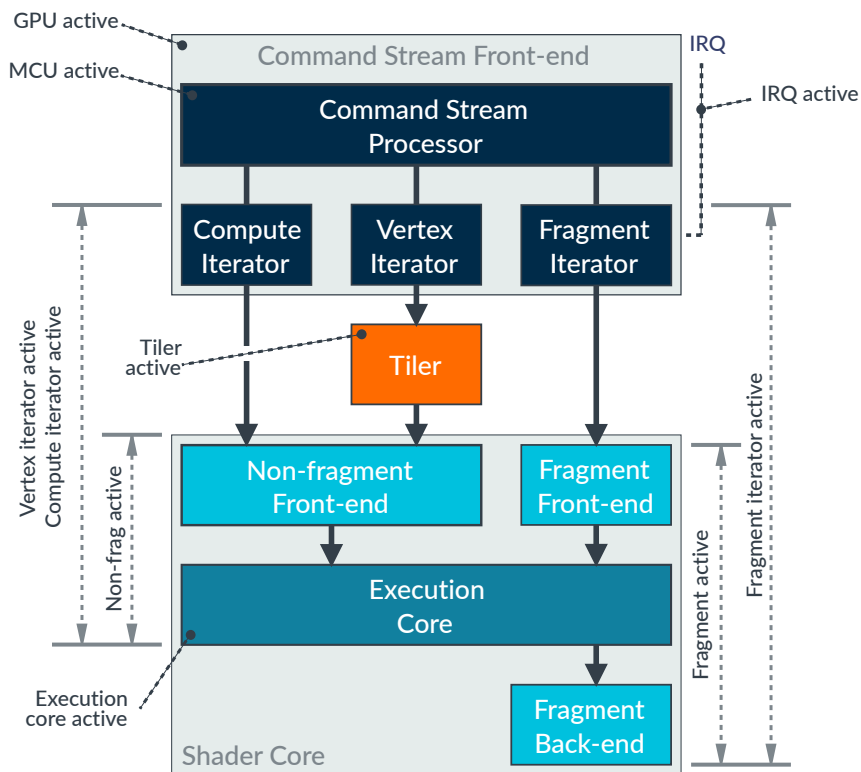 GPU active
Command Stream Front-end
IRQ
MCU active
IRQ active
Command Stream
Processor
Compute
Iterator
Vertex
Iterator
Fragment
Iterator
Tiler
active
Tiler
Vertex iterator active
Compute iterator active
Non-frag active
Non-fragment
Front-end
Fragment
Front-end
Fragment active
Fragment iterator active
Execution
Core
Execution
core active
Fragment
Back-end
Shader Core